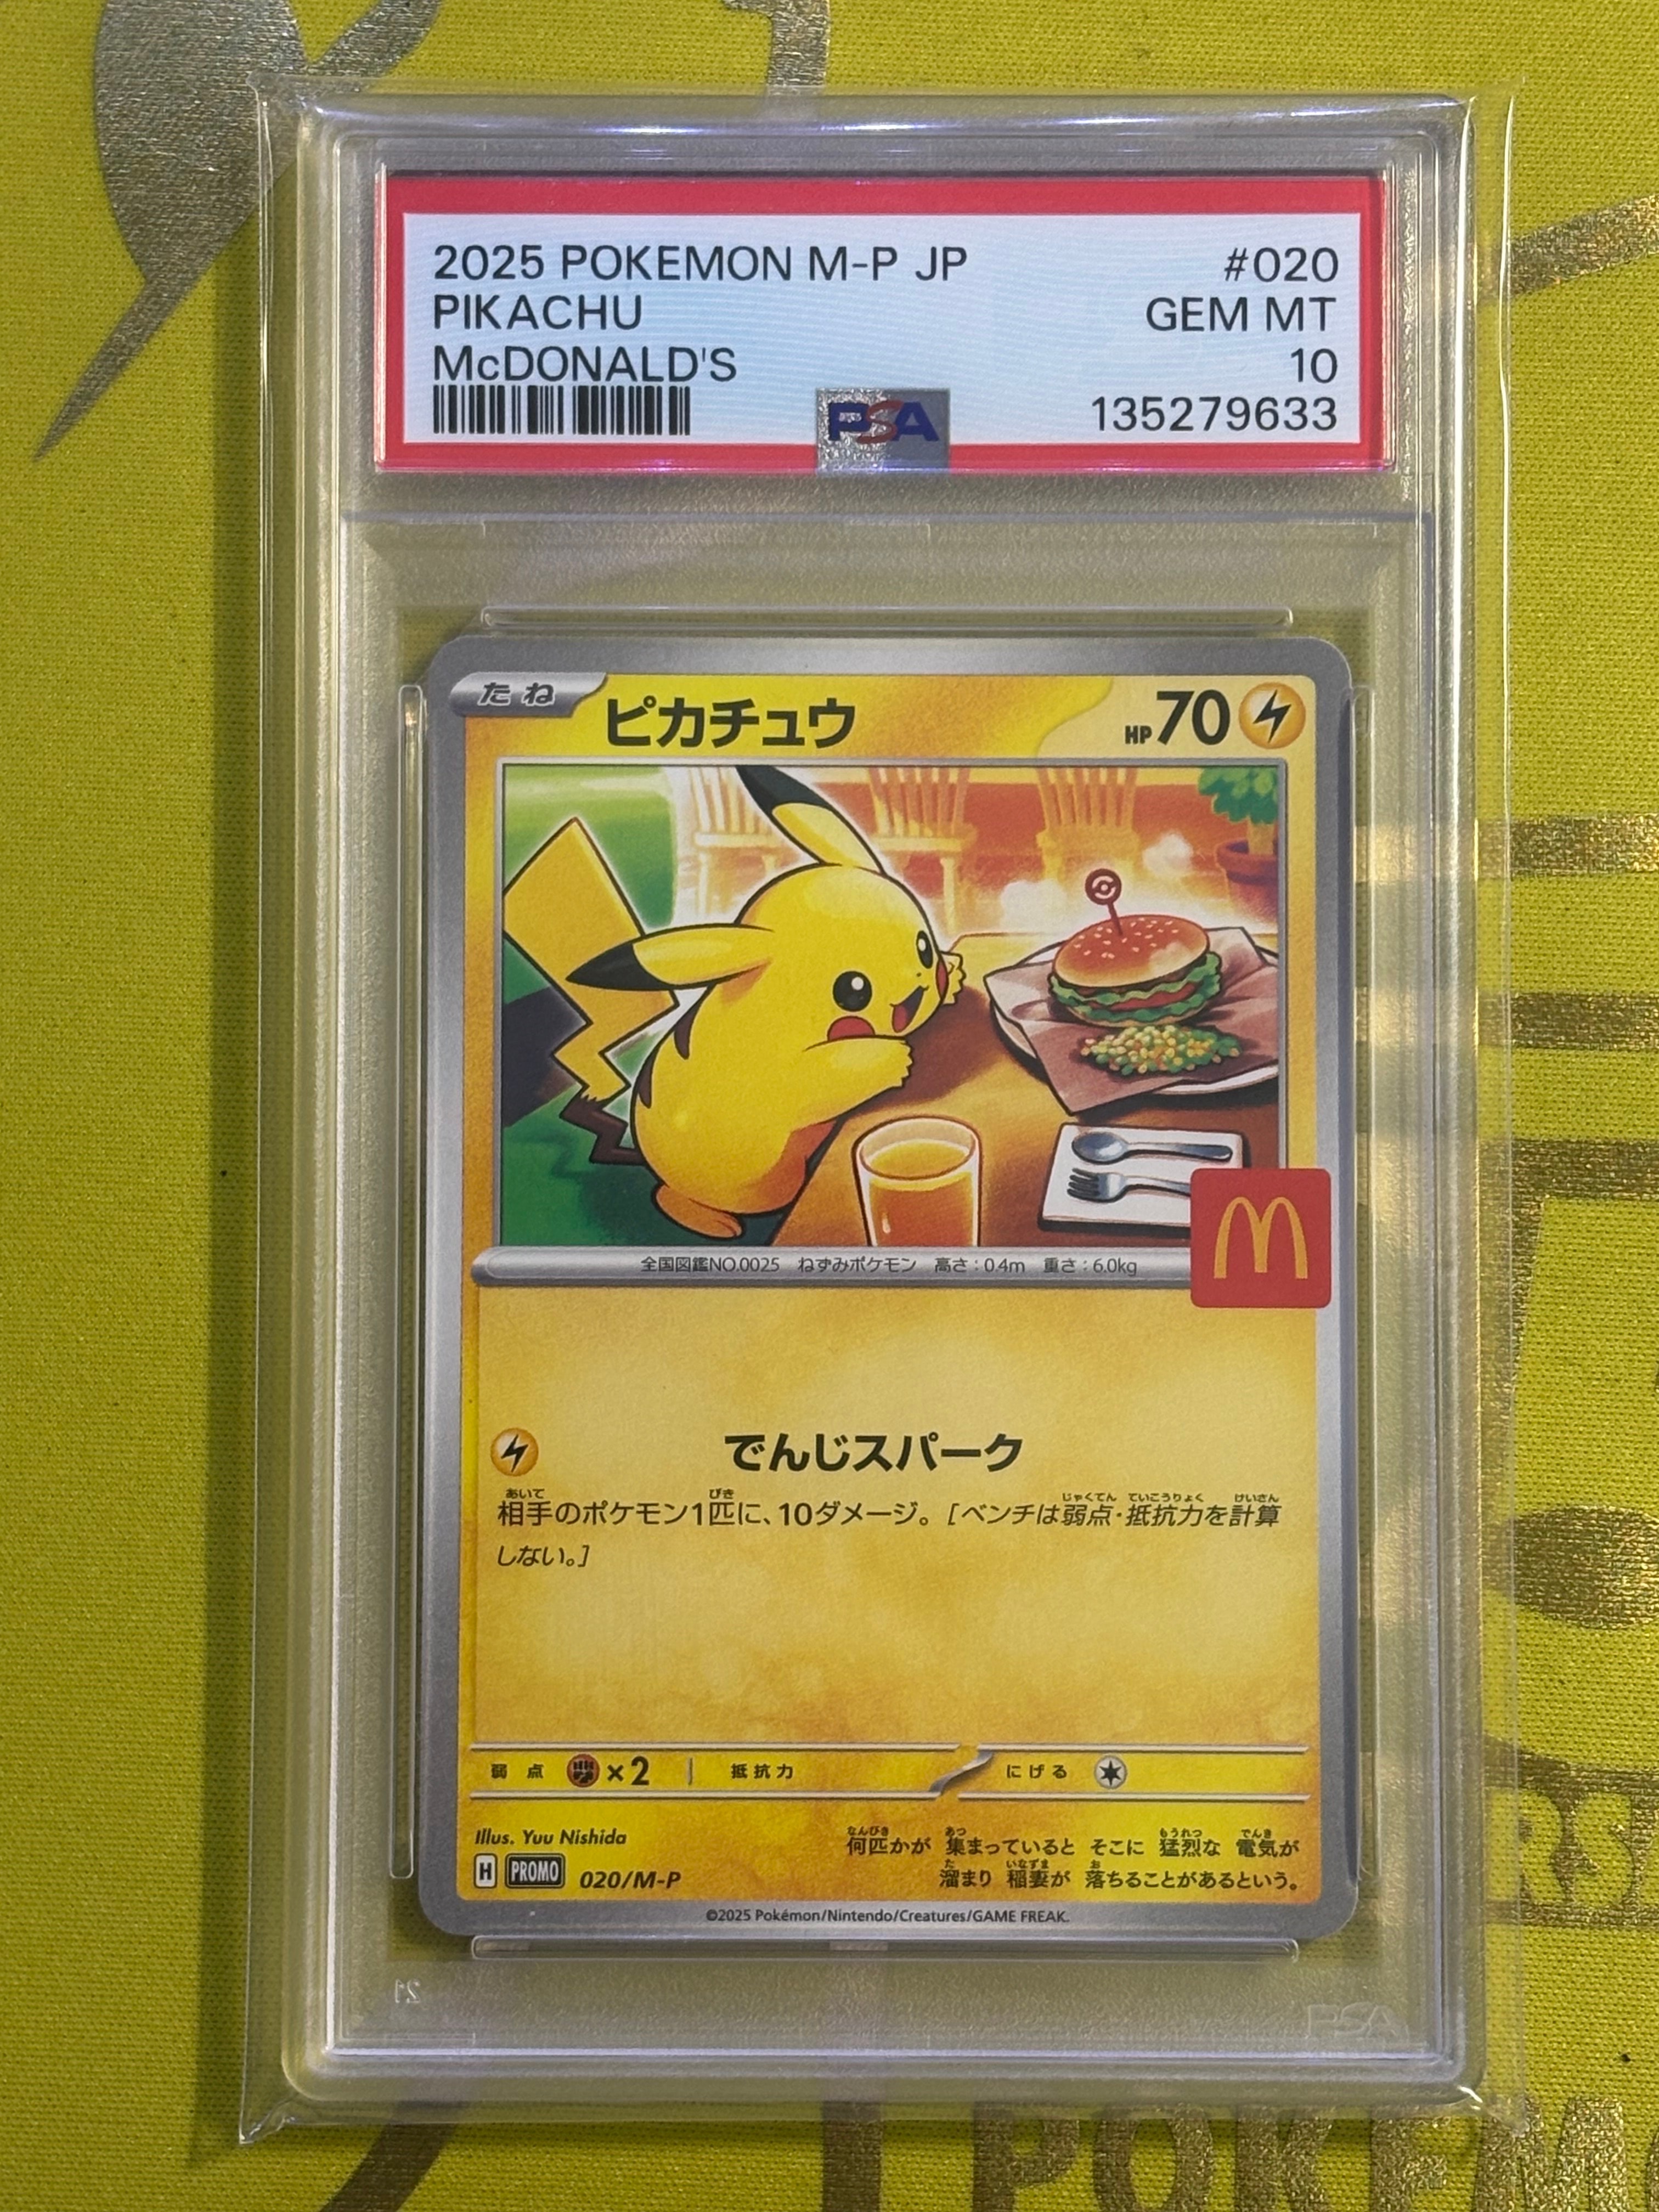 2025 POKEMON M-P JP #020
PIKACHU GEM MT
McDONALD'S 10
PSA 135279633
たね ピカチュウ HP70
M
全国図鑑NO.0025 ねずみポケモン 高さ:0.4m 重さ:6.0kg
でんじスパーク
相手のポケモン1匹に、10ダメージ。[ベンチは弱点・抵抗力を計算
しない。]
弱点 ×2 抵抗力 にげる
Illus. Yuu Nishida
何匹かが 集まっていると そこに 猛烈な 電気が
溜まり 稲妻が 落ちることがあるという。
H PROMO 020/M-P
©2025 Pokémon/Nintendo/Creatures/GAME FREAK.
21
PSA
POKÉM